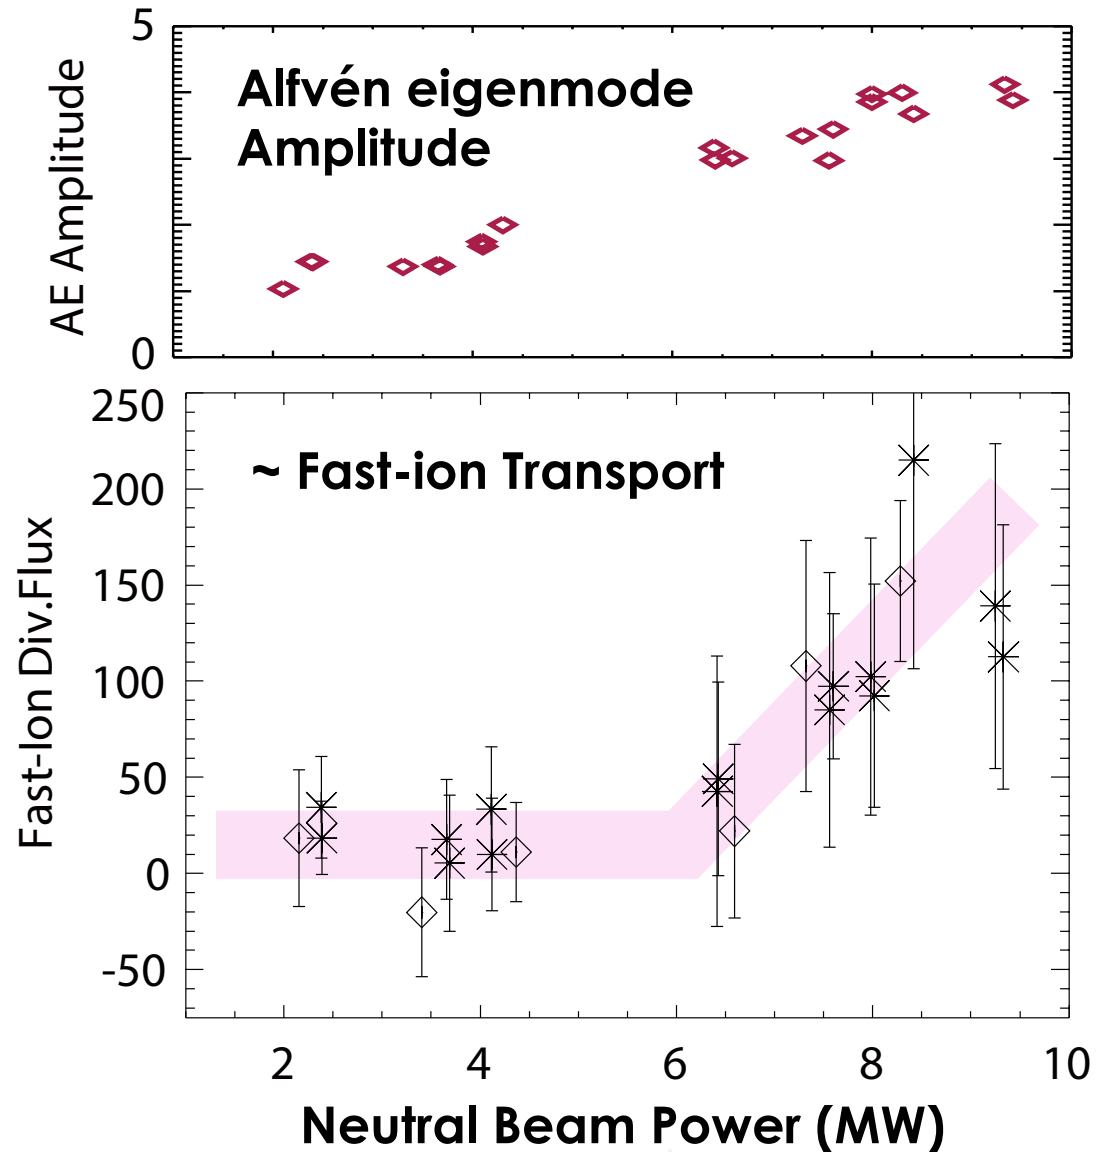 5
Alfvén eigenmode
Amplitude
AE Amplitude
0
250
~ Fast-ion Transport
200
150
100
50
0
-50
Fast-Ion Div.Flux
2 4 6 8 10
Neutral Beam Power (MW)